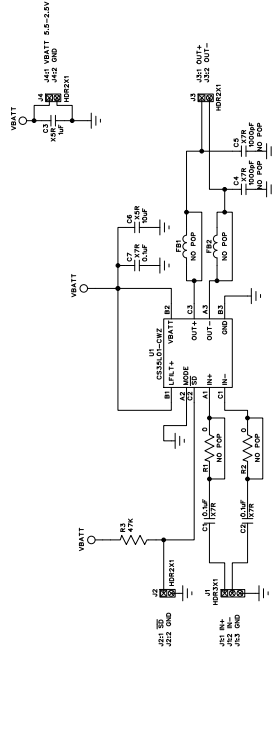 VBATT
J4
J4:1 VBATT 5.5-2.5V
J4:2 GND
HDR2X1
C3
X5R
1uF
J3
J3:1 OUT+
J3:2 OUT-
HDR2X1
C5
X7R
1000pF
NO POP
C4
X7R
1000pF
NO POP
FB1
NO POP
FB2
NO POP
C6
X5R
10uF
C7
X7R
0.1uF
VBATT
U1
CS35L01-CWZ
B1 LFILT+
B2 VBATT
A2 MODE
C2 SD
C3 OUT+
A3 OUT-
A1 IN+
C1 IN-
B3 GND
VBATT
R3
47K
R1 0
NO POP
R2 0
NO POP
C1 0.1uF
X7R
C2 0.1uF
X7R
J2
HDR2X1
J2:1 SD
J2:2 GND
J1
HDR3X1
J1:1 IN+
J1:2 IN-
J1:3 GND